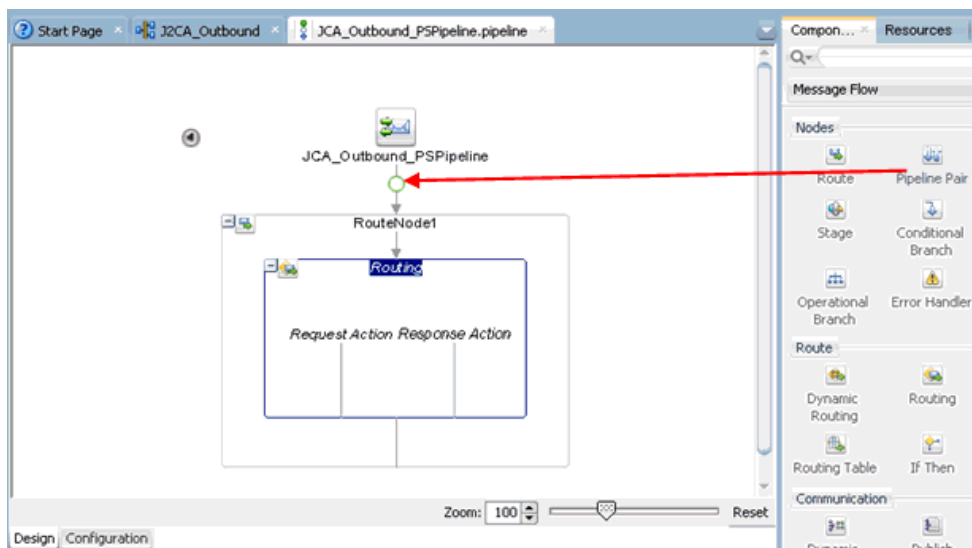 Start Page
J2CA_Outbound
JCA_Outbound_PSPipeline.pipeline
Compon...
Resources
Message Flow
JCA_Outbound_PSPipeline
RouteNode1
Routing
Request Action Response Action
Nodes
Route
Pipeline Pair
Stage
Conditional
Branch
Operational
Branch
Error Handler
Route
Dynamic
Routing
Routing
Routing Table
If Then
Communication
Dynamic
Publish
Zoom: 100
Reset
Design
Configuration